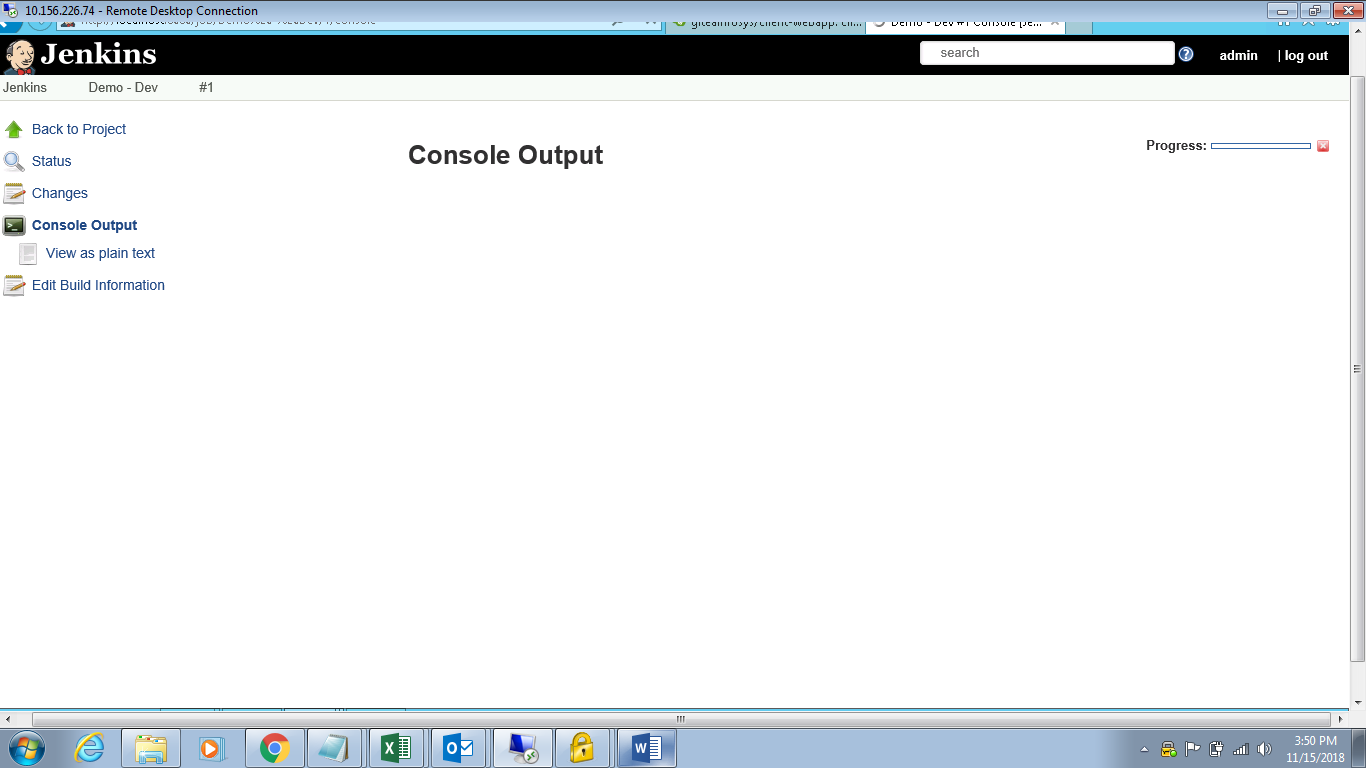 10.156.226.74 - Remote Desktop Connection
Demo - Dev #1 Console [Je...
Jenkins
search
admin
| log out
Jenkins
Demo - Dev
#1
Back to Project
Status
Changes
Console Output
View as plain text
Edit Build Information
Console Output
Progress:
3:50 PM
11/15/2018